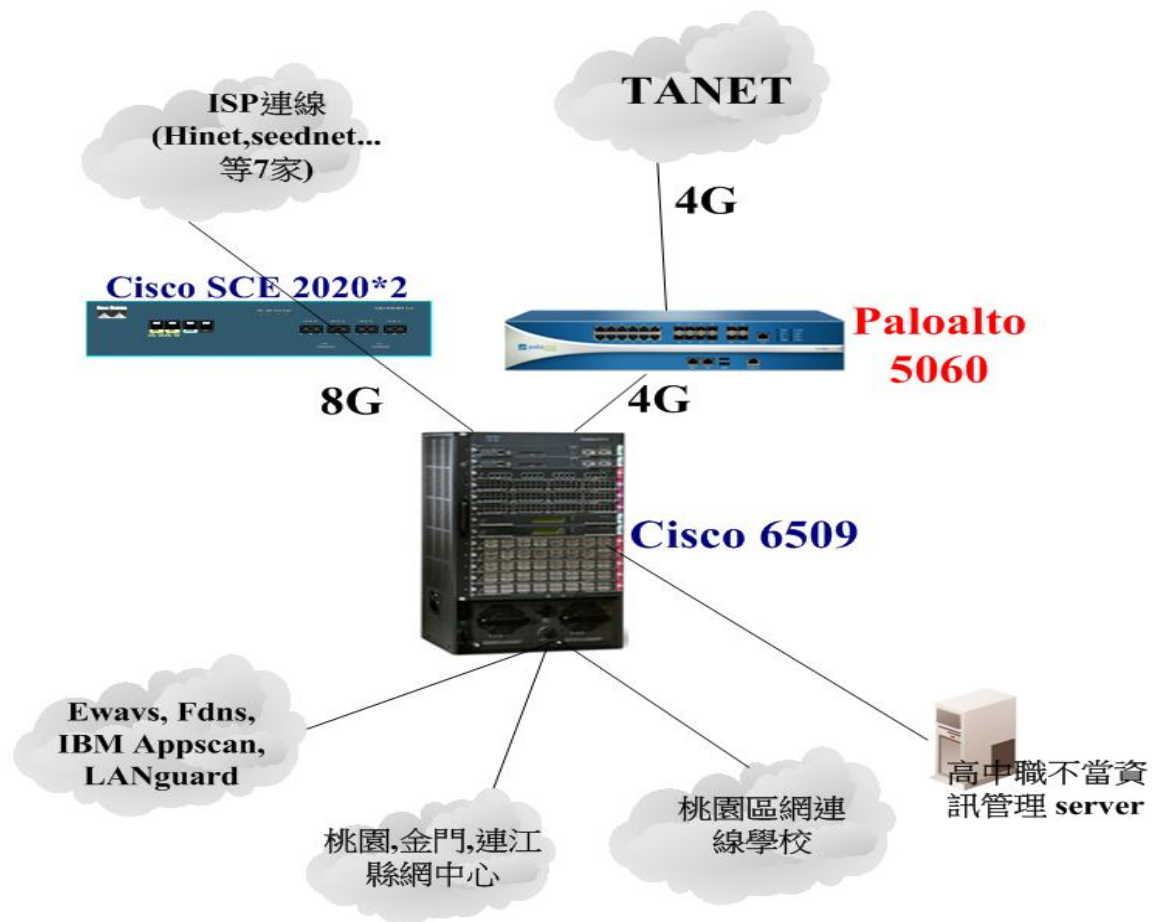 ISP連線
(Hinet,seednet...
等7家)
TANET
4G
Cisco SCE 2020*2
Paloalto
5060
8G
4G
Cisco 6509
Ewavs, Fdns,
IBM Appscan,
LANguard
桃園,金門,連江
縣網中心
桃園區網連
線學校
高中職不當資
訊管理 server